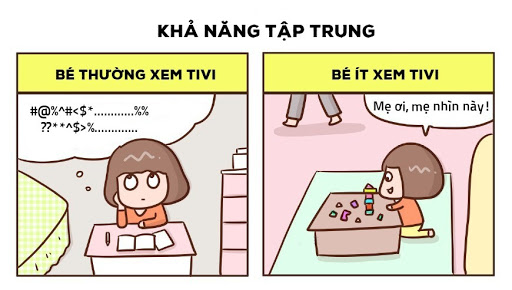 KHẢ NĂNG TẬP TRUNG
BÉ THƯỜNG XEM TIVI
#@%^#<$*............%%
??**^$>%.............
BÉ ÍT XEM TIVI
Mẹ ơi, mẹ nhìn này!